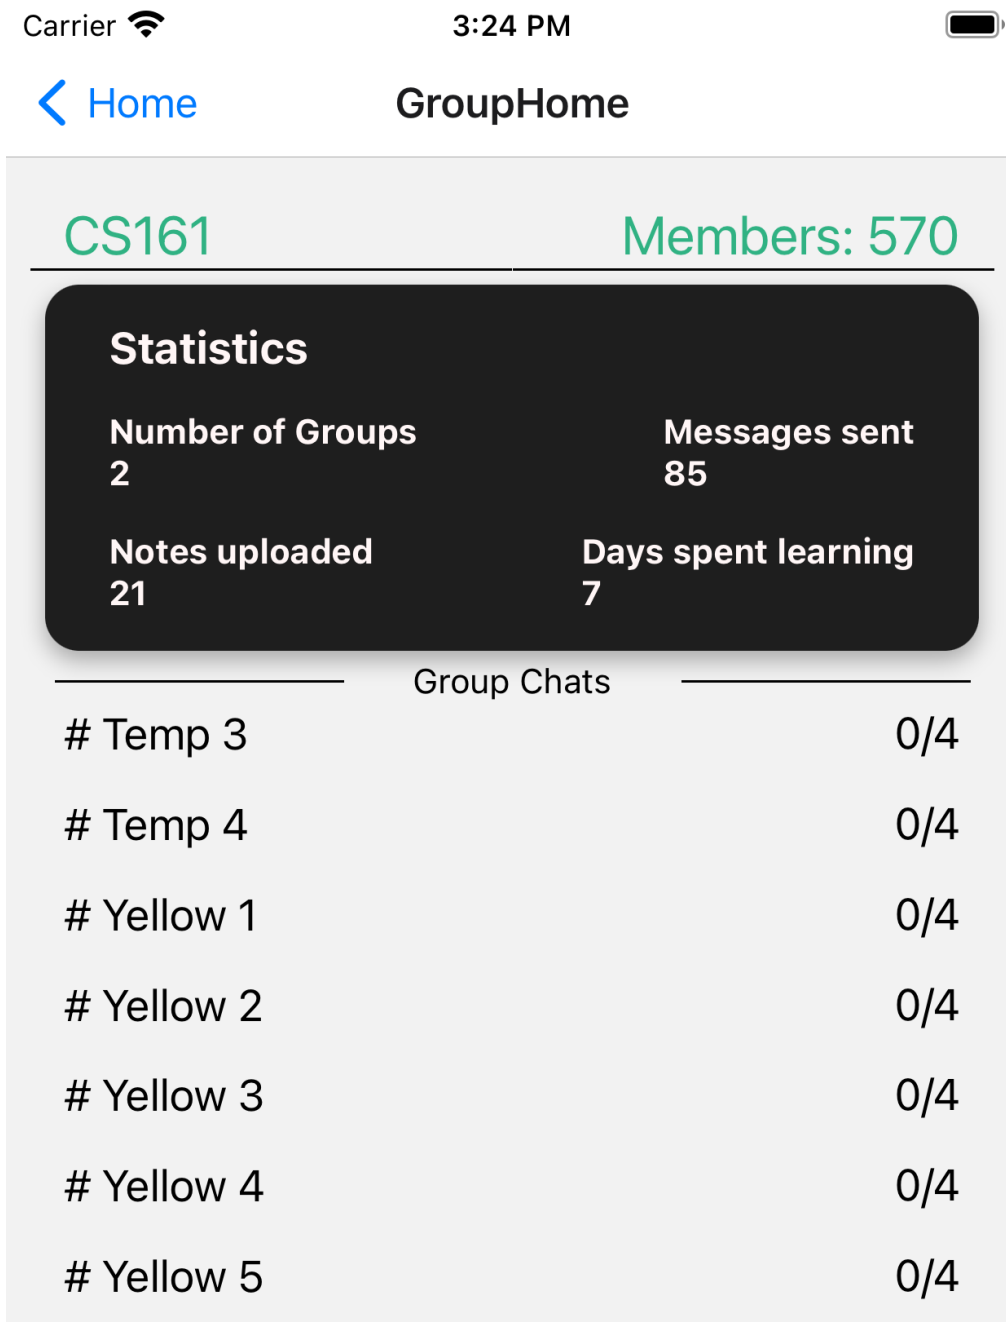 Carrier 3:24 PM
Home GroupHome
CS161 Members: 570
Statistics
Number of Groups Messages sent
2 85
Notes uploaded Days spent learning
21 7
Group Chats
# Temp 3 0/4
# Temp 4 0/4
# Yellow 1 0/4
# Yellow 2 0/4
# Yellow 3 0/4
# Yellow 4 0/4
# Yellow 5 0/4